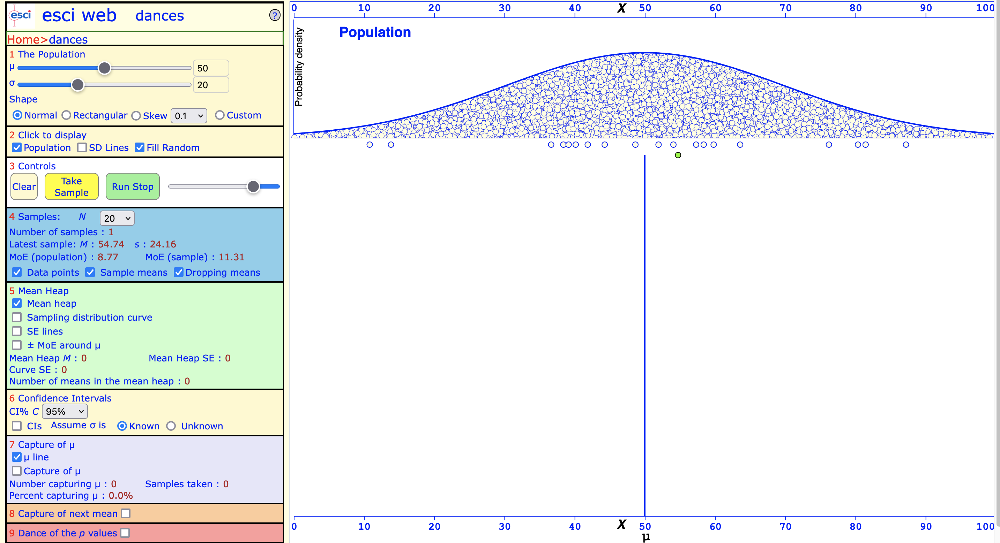 esci esci web dances ?
Home>dances
1 The Population
μ 50
σ 20
Shape
Normal Rectangular Skew 0.1 Custom
2 Click to display
Population SD Lines Fill Random
3 Controls
Clear Take Sample Run Stop
4 Samples: N 20
Number of samples : 1
Latest sample: M : 54.74 s : 24.16
MoE (population) : 8.77 MoE (sample) : 11.31
Data points Sample means Dropping means
5 Mean Heap
Mean heap
Sampling distribution curve
SE lines
± MoE around μ
Mean Heap M : 0 Mean Heap SE : 0
Curve SE : 0
Number of means in the mean heap : 0
6 Confidence Intervals
CI% C 95%
CIs Assume σ is Known Unknown
7 Capture of μ
μ line
Capture of μ
Number capturing μ : 0 Samples taken : 0
Percent capturing μ : 0.0%
8 Capture of next mean
9 Dance of the p values
0 10 20 30 40 X 50 60 70 80 90 100
Population
Probability density
0 10 20 30 40 X 50 60 70 80 90 100
μ